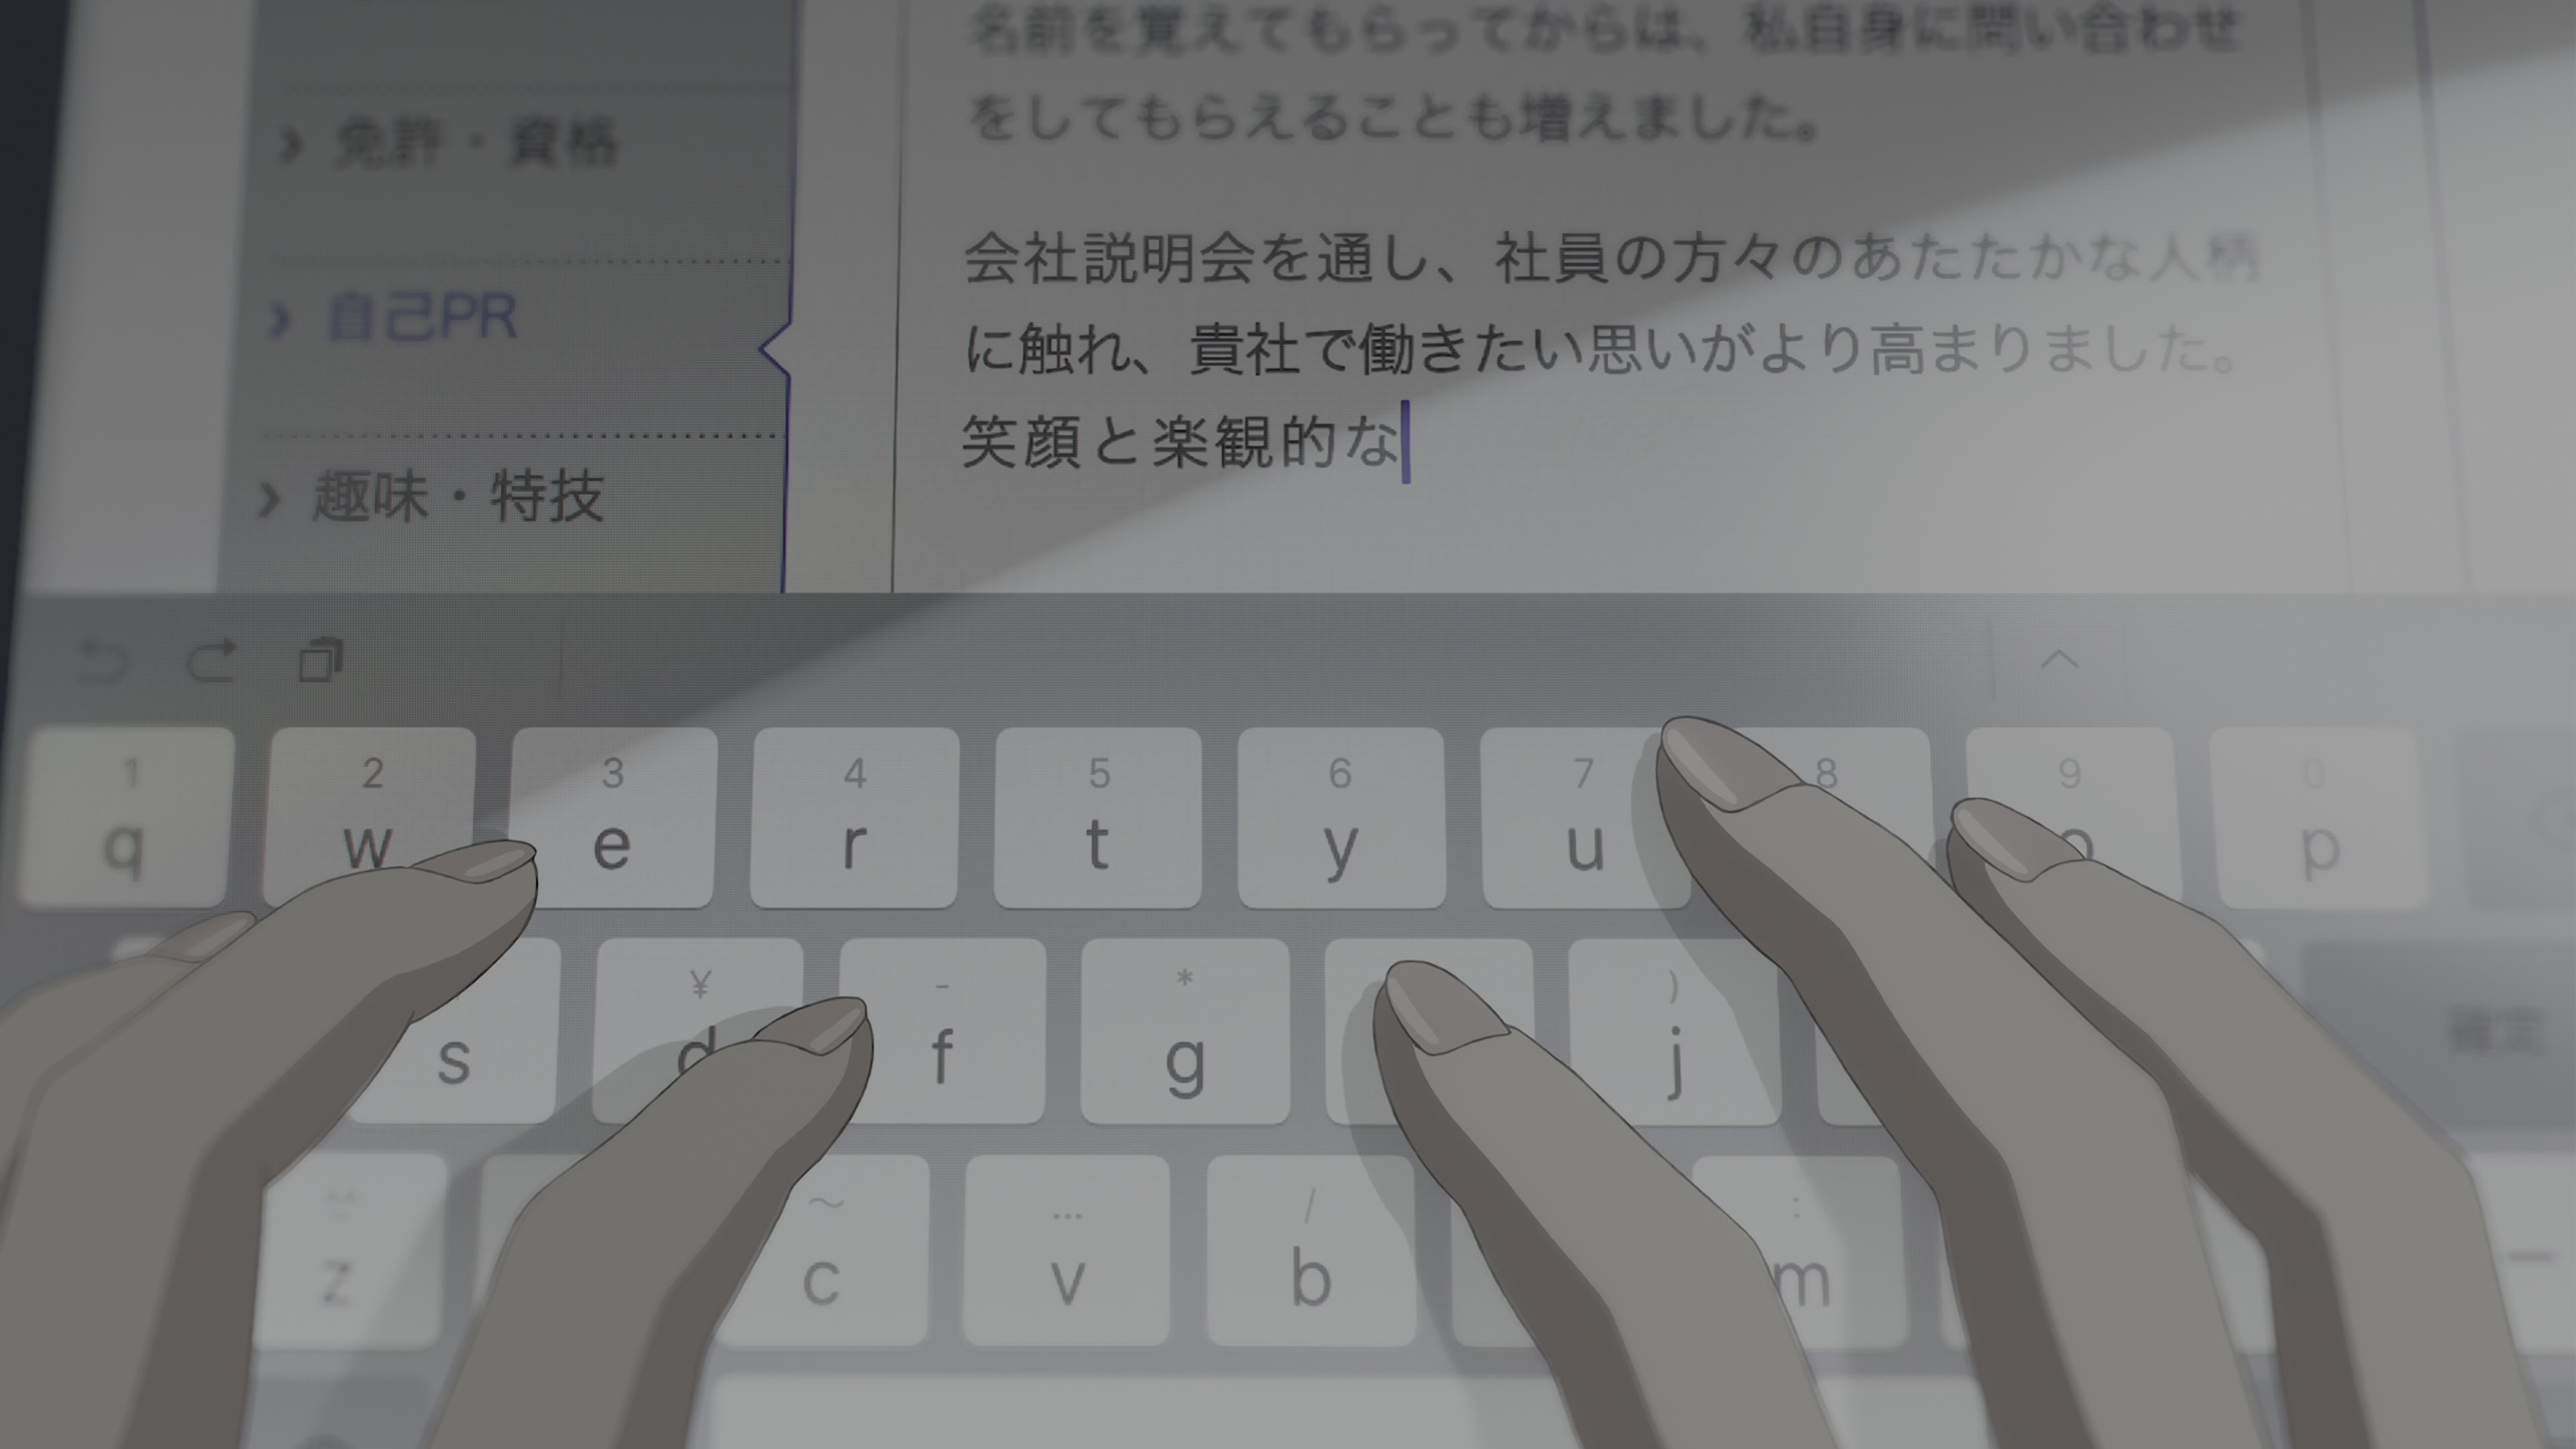 名前を覚えてもらってからは、私自身に問い合わせ
をしてもらえることも増えました。
会社説明会を通し、社員の方々のあたたかな人柄
に触れ、貴社で働きたい思いがより高まりました。
笑顔と楽観的な
› 免許・資格
› 自己PR
› 趣味・特技
1 2 3 4 5 6 7 8 9 0
q w e r t y u o p
¥ - * )
s d f g j 確定
^^ ~ … / :
z c v b m ー